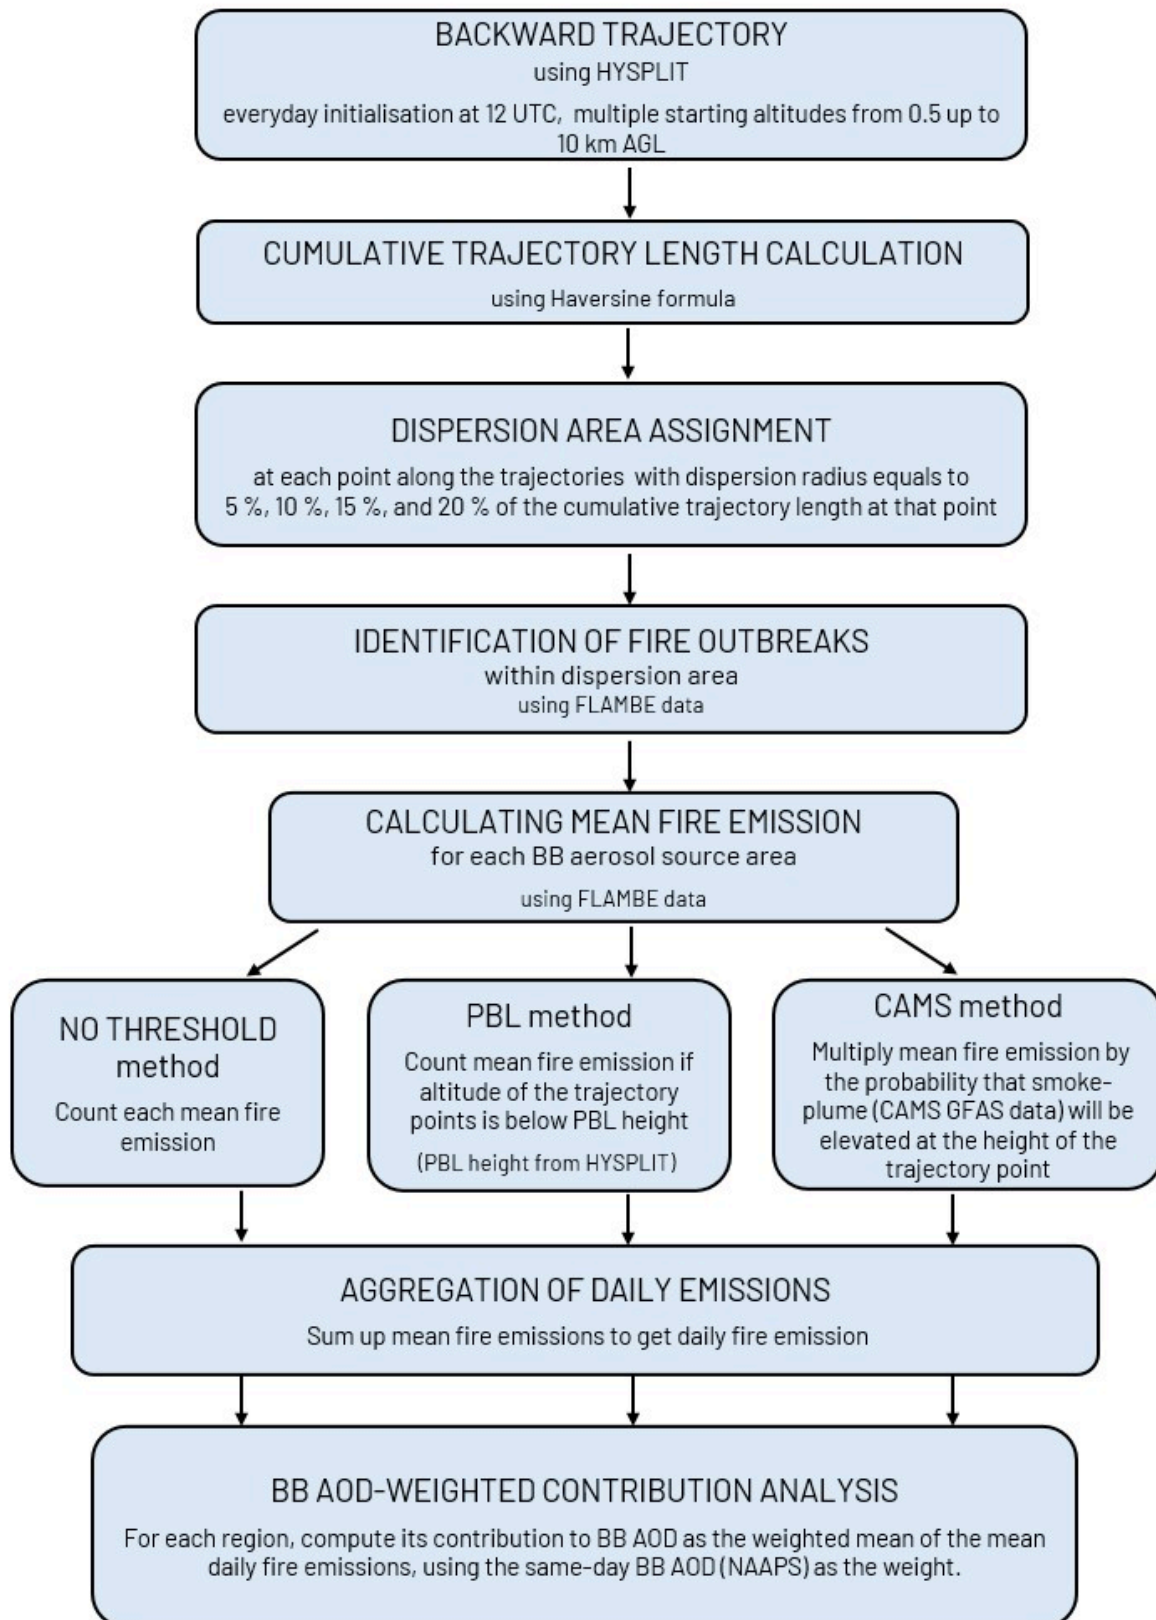 BACKWARD TRAJECTORY
using HYSPLIT
everyday initialisation at 12 UTC, multiple starting altitudes from 0.5 up to
10 km AGL
CUMULATIVE TRAJECTORY LENGTH CALCULATION
using Haversine formula
DISPERSION AREA ASSIGNMENT
at each point along the trajectories with dispersion radius equals to
5 %, 10 %, 15 %, and 20 % of the cumulative trajectory length at that point
IDENTIFICATION OF FIRE OUTBREAKS
within dispersion area
using FLAMBE data
CALCULATING MEAN FIRE EMISSION
for each BB aerosol source area
using FLAMBE data
NO THRESHOLD
method
Count each mean fire
emission
PBL method
Count mean fire emission if
altitude of the trajectory
points is below PBL height
(PBL height from HYSPLIT)
CAMS method
Multiply mean fire emission by
the probability that smoke-
plume (CAMS GFAS data) will be
elevated at the height of the
trajectory point
AGGREGATION OF DAILY EMISSIONS
Sum up mean fire emissions to get daily fire emission
BB AOD-WEIGHTED CONTRIBUTION ANALYSIS
For each region, compute its contribution to BB AOD as the weighted mean of the mean
daily fire emissions, using the same-day BB AOD (NAAPS) as the weight.